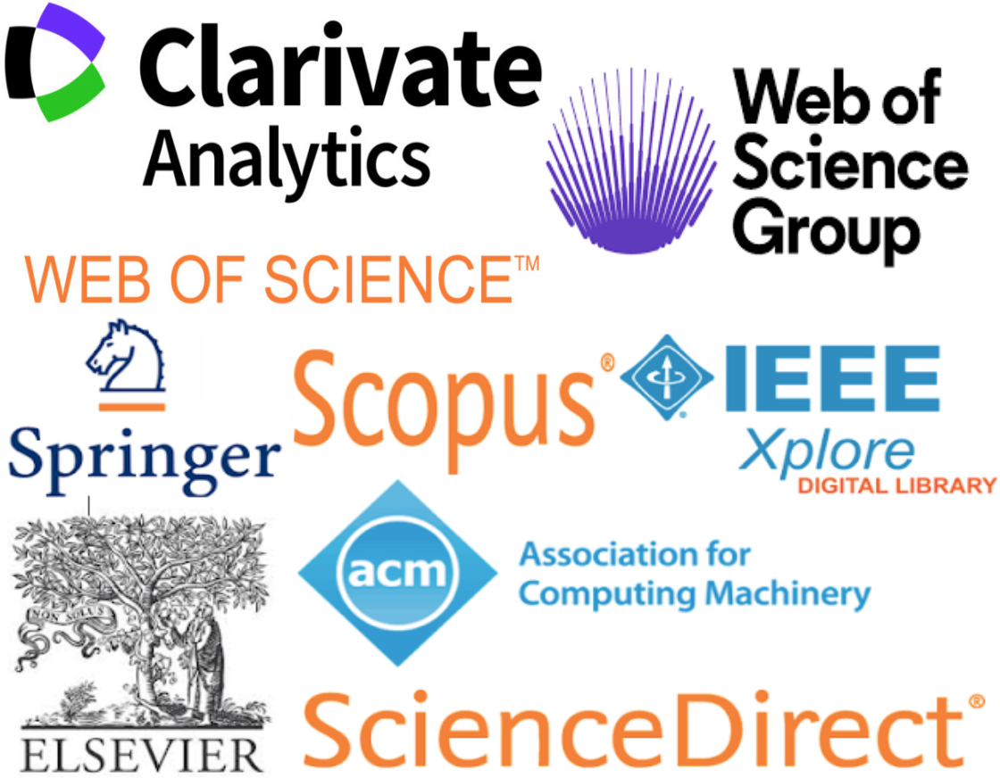 Clarivate
Analytics
Web of
Science
Group
WEB OF SCIENCE™
Springer
Scopus®
IEEE
Xplore
DIGITAL LIBRARY
NON SOLUS
ELSEVIER
acm
Association for
Computing Machinery
ScienceDirect®